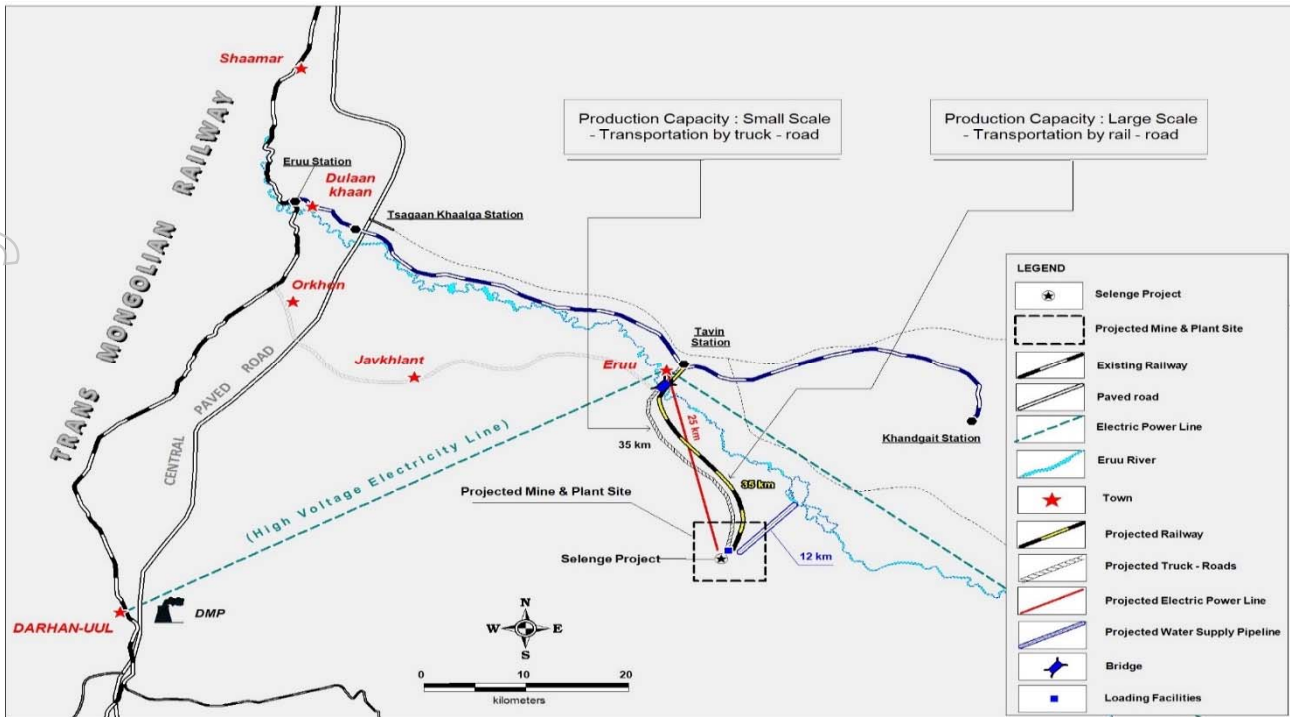 Shaamar
TRANS MONGOLIAN RAILWAY
Eruu Station
Dulaan
khaan
Tsagaan Khaalga Station
Production Capacity : Small Scale
- Transportation by truck - road
Production Capacity : Large Scale
- Transportation by rail - road
Orkhon
Javkhlant
CENTRAL PAVED ROAD
Eruu
Tavin
Station
Khandgait Station
25 km
35 km
35 km
(High Voltage Electricity Line)
Projected Mine & Plant Site
Selenge Project
12 km
DARHAN-UUL
DMP
N
W E
S
0 10 20
kilometers
LEGEND
Selenge Project
Projected Mine & Plant Site
Existing Railway
Paved road
Electric Power Line
Eruu River
Town
Projected Railway
Projected Truck - Roads
Projected Electric Power Line
Projected Water Supply Pipeline
Bridge
Loading Facilities